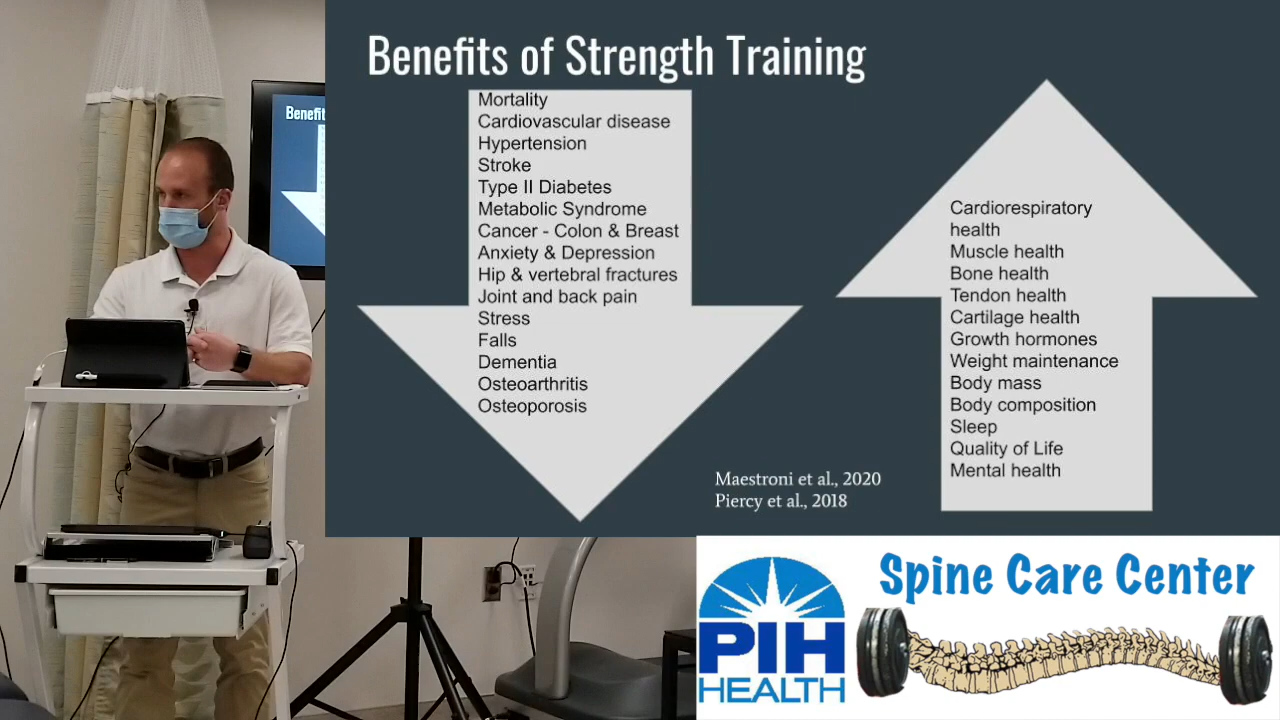 Benefits of Strength Training
Mortality
Cardiovascular disease
Hypertension
Stroke
Type II Diabetes
Metabolic Syndrome
Cancer - Colon & Breast
Anxiety & Depression
Hip & vertebral fractures
Joint and back pain
Stress
Falls
Dementia
Osteoarthritis
Osteoporosis
Cardiorespiratory
health
Muscle health
Bone health
Tendon health
Cartilage health
Growth hormones
Weight maintenance
Body mass
Body composition
Sleep
Quality of Life
Mental health
Maestroni et al., 2020
Piercy et al., 2018
Benefit
PIH
HEALTH
Spine Care Center